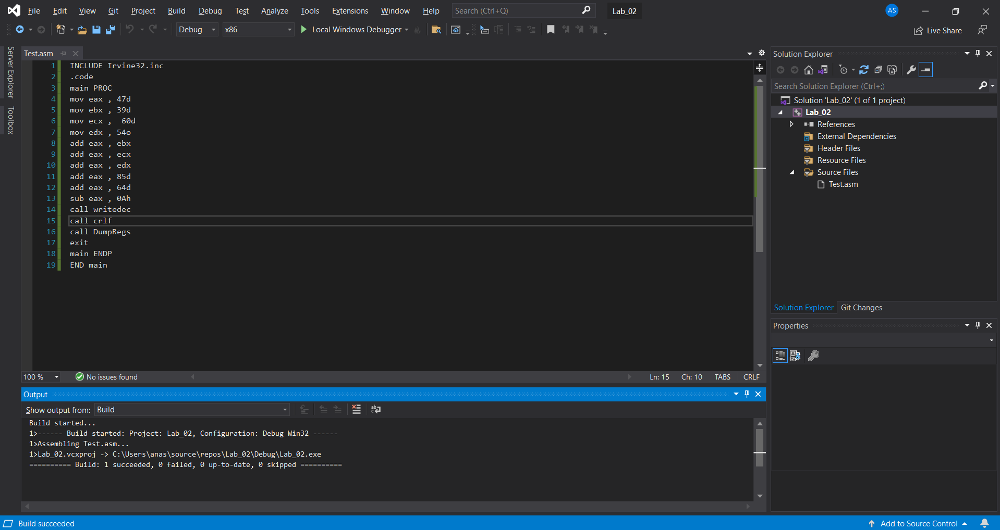 File Edit View Git Project Build Debug Test Analyze Tools Extensions Window Help Search (Ctrl+Q) Lab_02 AS
Debug x86 Local Windows Debugger Live Share
Server Explorer
Toolbox
Test.asm
1 INCLUDE Irvine32.inc
2 .code
3 main PROC
4 mov eax , 47d
5 mov ebx , 39d
6 mov ecx ,  60d
7 mov edx , 54o
8 add eax , ebx
9 add eax , ecx
10 add eax , edx
11 add eax , 85d
12 add eax , 64d
13 sub eax , 0Ah
14 call writedec
15 call crlf
16 call DumpRegs
17 exit
18 main ENDP
19 END main
100 % No issues found Ln: 15 Ch: 10 TABS CRLF
Output
Show output from: Build
Build started...
1>------ Build started: Project: Lab_02, Configuration: Debug Win32 ------
1>Assembling Test.asm...
1>Lab_02.vcxproj -> C:\Users\anas\source\repos\Lab_02\Debug\Lab_02.exe
========== Build: 1 succeeded, 0 failed, 0 up-to-date, 0 skipped ==========
Solution Explorer
Search Solution Explorer (Ctrl+;)
Solution 'Lab_02' (1 of 1 project)
Lab_02
References
External Dependencies
Header Files
Resource Files
Source Files
Test.asm
Solution Explorer Git Changes
Properties
Build succeeded Add to Source Control